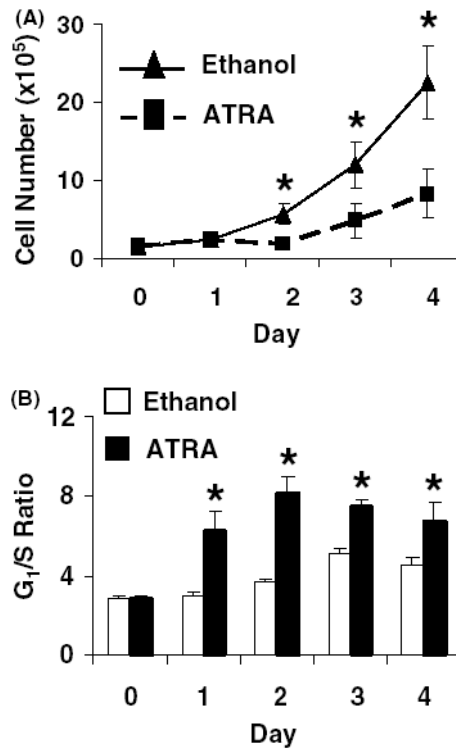 (A)
Cell Number (x10⁵)
30
20
10
0
Ethanol
ATRA
*
*
*
0 1 2 3 4
Day
(B)
G₁/S Ratio
12
8
4
0
Ethanol
ATRA
* * * *
0 1 2 3 4
Day